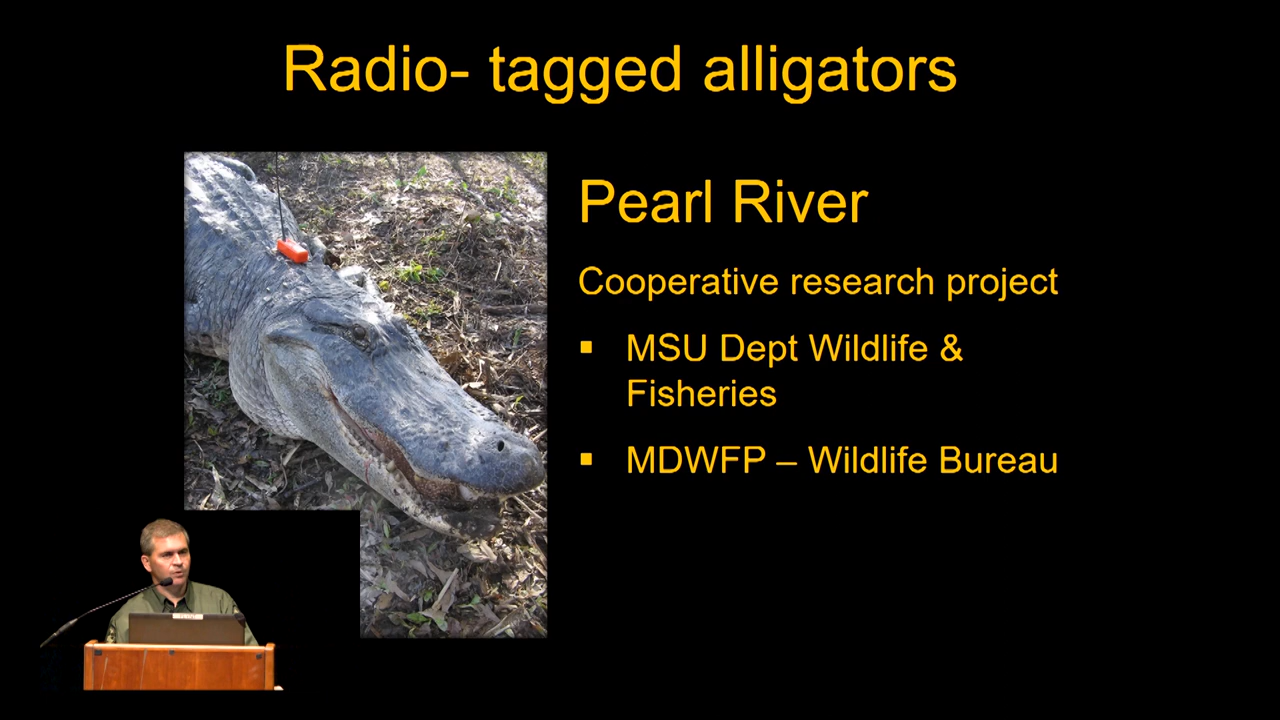 Radio- tagged alligators
Pearl River
Cooperative research project
▪ MSU Dept Wildlife &
Fisheries
▪ MDWFP – Wildlife Bureau